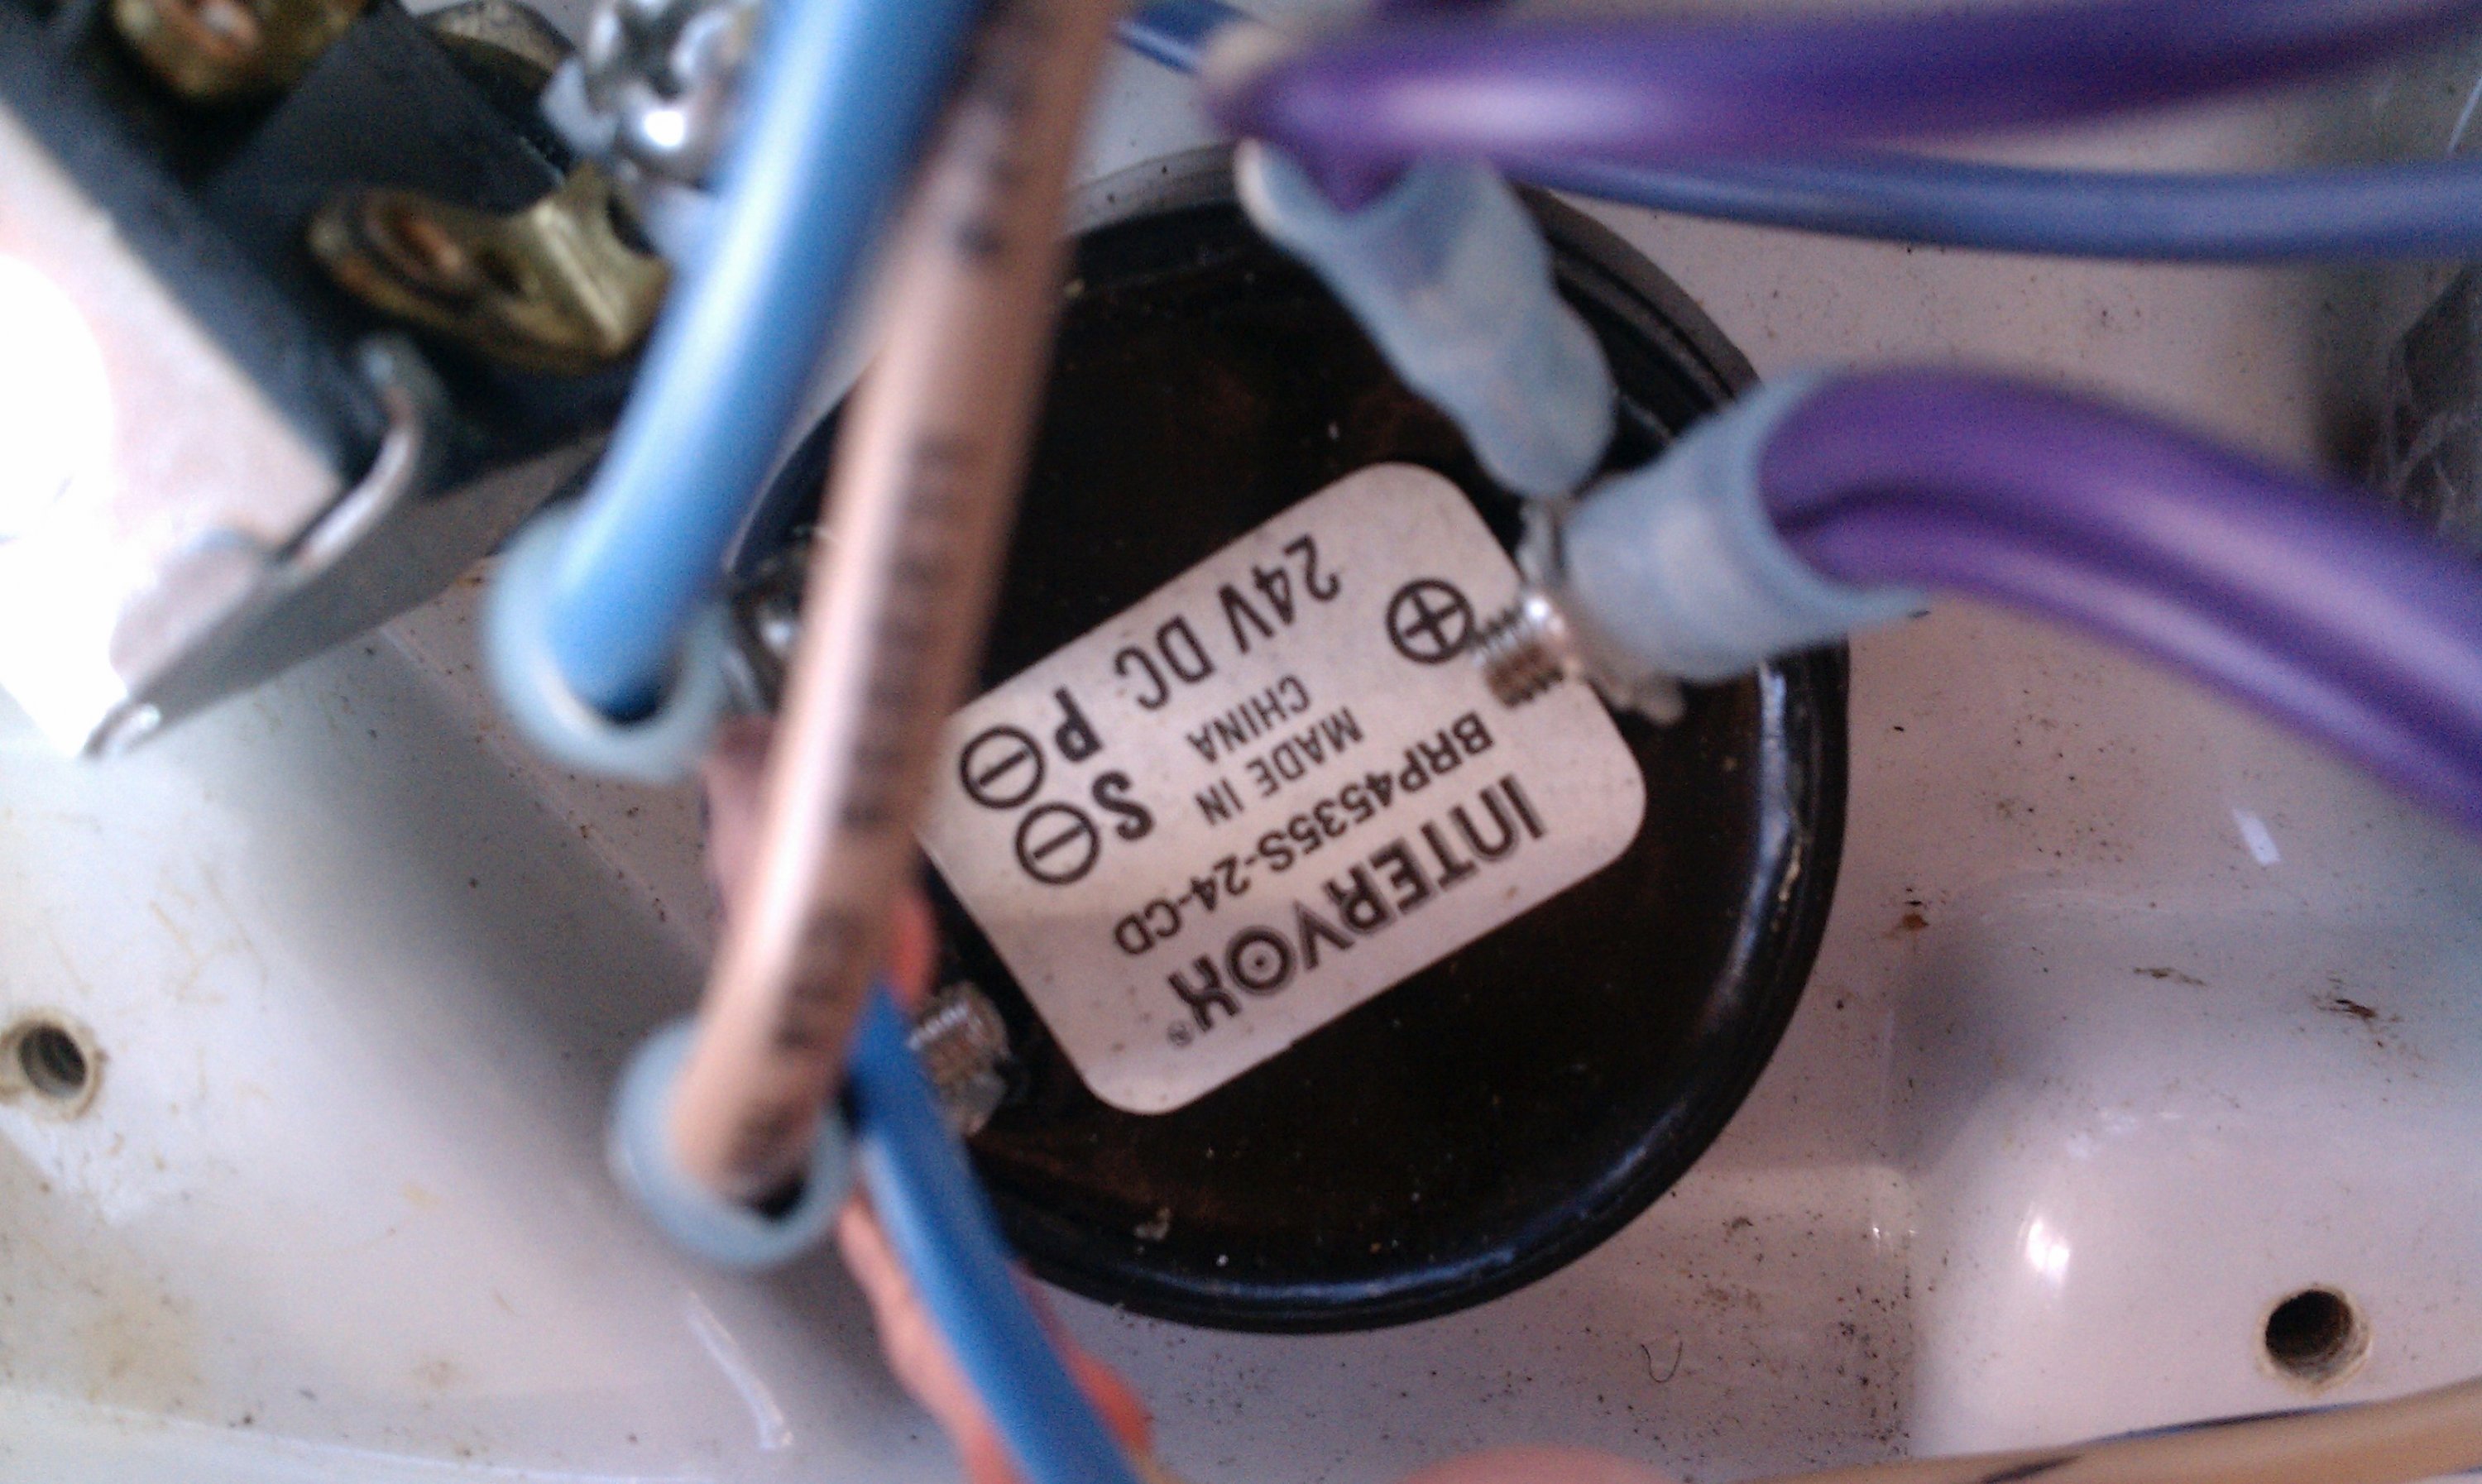 INTERVOX®
BRP4535S-24-CD
MADE IN
CHINA
S⊖
⊕ 24V DC P⊖